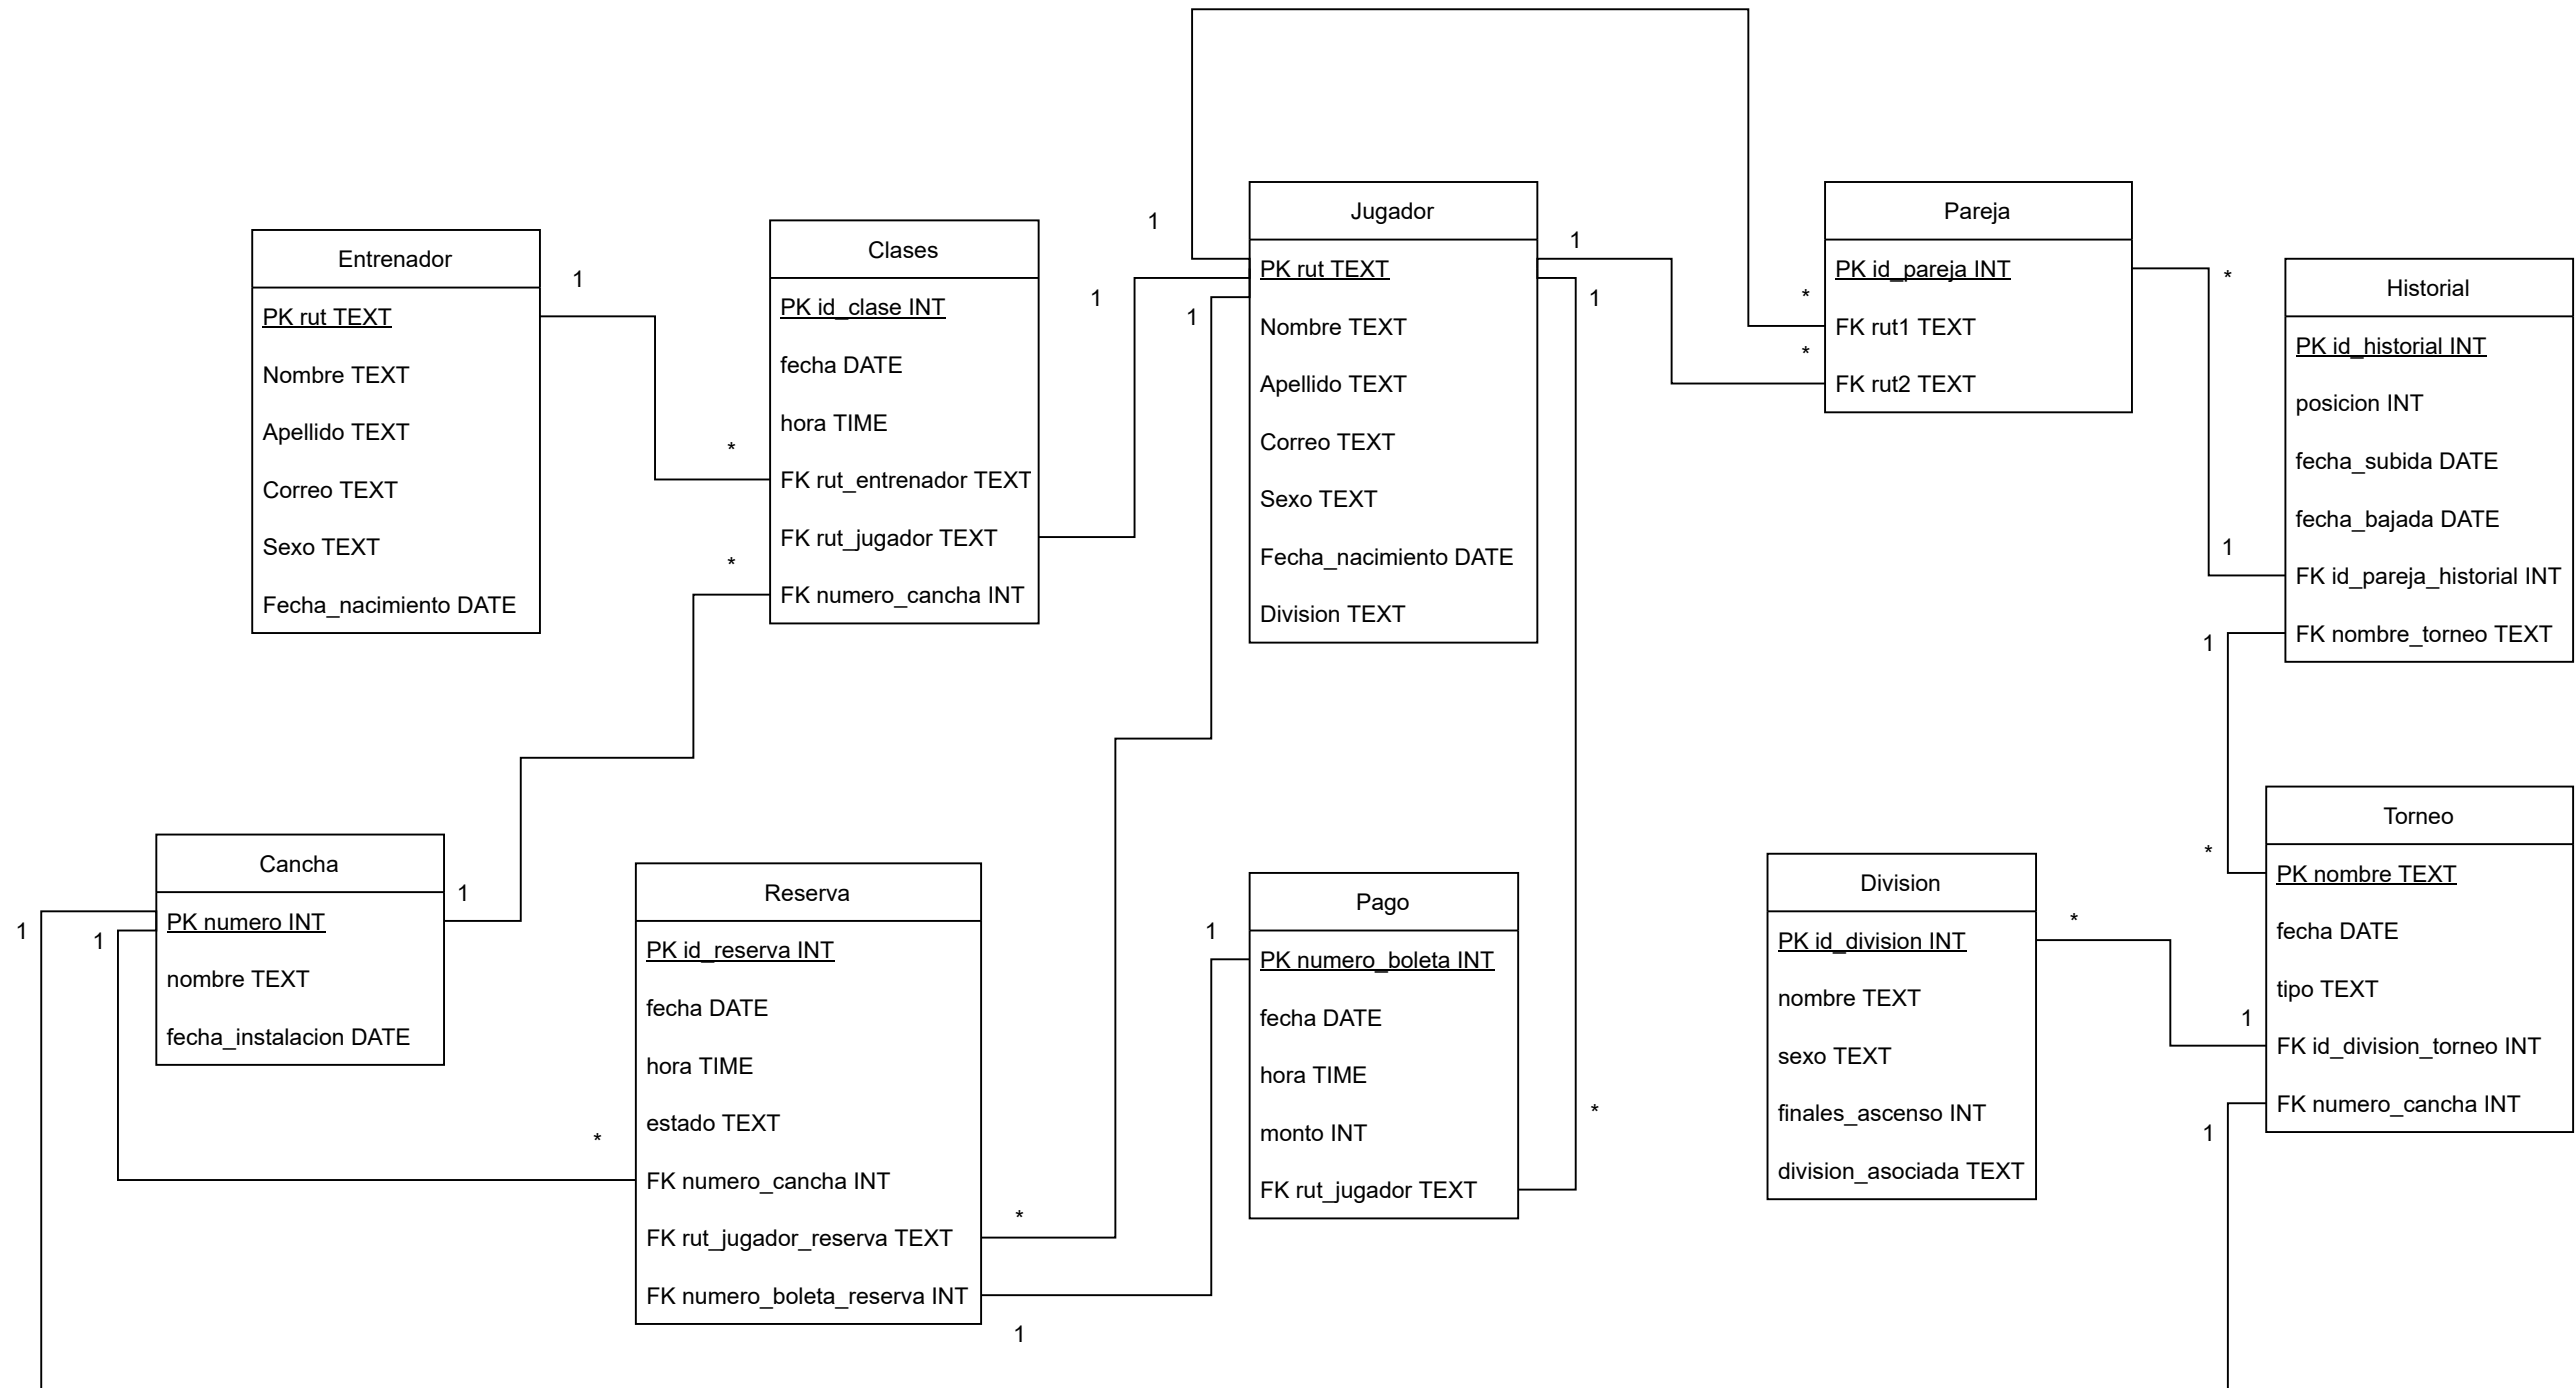 Entrenador
PK rut TEXT
Nombre TEXT
Apellido TEXT
Correo TEXT
Sexo TEXT
Fecha_nacimiento DATE
1
*
Clases
PK id_clase INT
fecha DATE
hora TIME
FK rut_entrenador TEXT
FK rut_jugador TEXT
FK numero_cancha INT
*
1
1
1
Jugador
PK rut TEXT
Nombre TEXT
Apellido TEXT
Correo TEXT
Sexo TEXT
Fecha_nacimiento DATE
Division TEXT
1
1
*
*
Pareja
PK id_pareja INT
FK rut1 TEXT
FK rut2 TEXT
*
1
Historial
PK id_historial INT
posicion INT
fecha_subida DATE
fecha_bajada DATE
FK id_pareja_historial INT
FK nombre_torneo TEXT
1
*
Cancha
PK numero INT
nombre TEXT
fecha_instalacion DATE
1
1
1
*
Reserva
PK id_reserva INT
fecha DATE
hora TIME
estado TEXT
FK numero_cancha INT
FK rut_jugador_reserva TEXT
FK numero_boleta_reserva INT
*
1
1
Pago
PK numero_boleta INT
fecha DATE
hora TIME
monto INT
FK rut_jugador TEXT
*
Division
PK id_division INT
nombre TEXT
sexo TEXT
finales_ascenso INT
division_asociada TEXT
*
1
1
Torneo
PK nombre TEXT
fecha DATE
tipo TEXT
FK id_division_torneo INT
FK numero_cancha INT